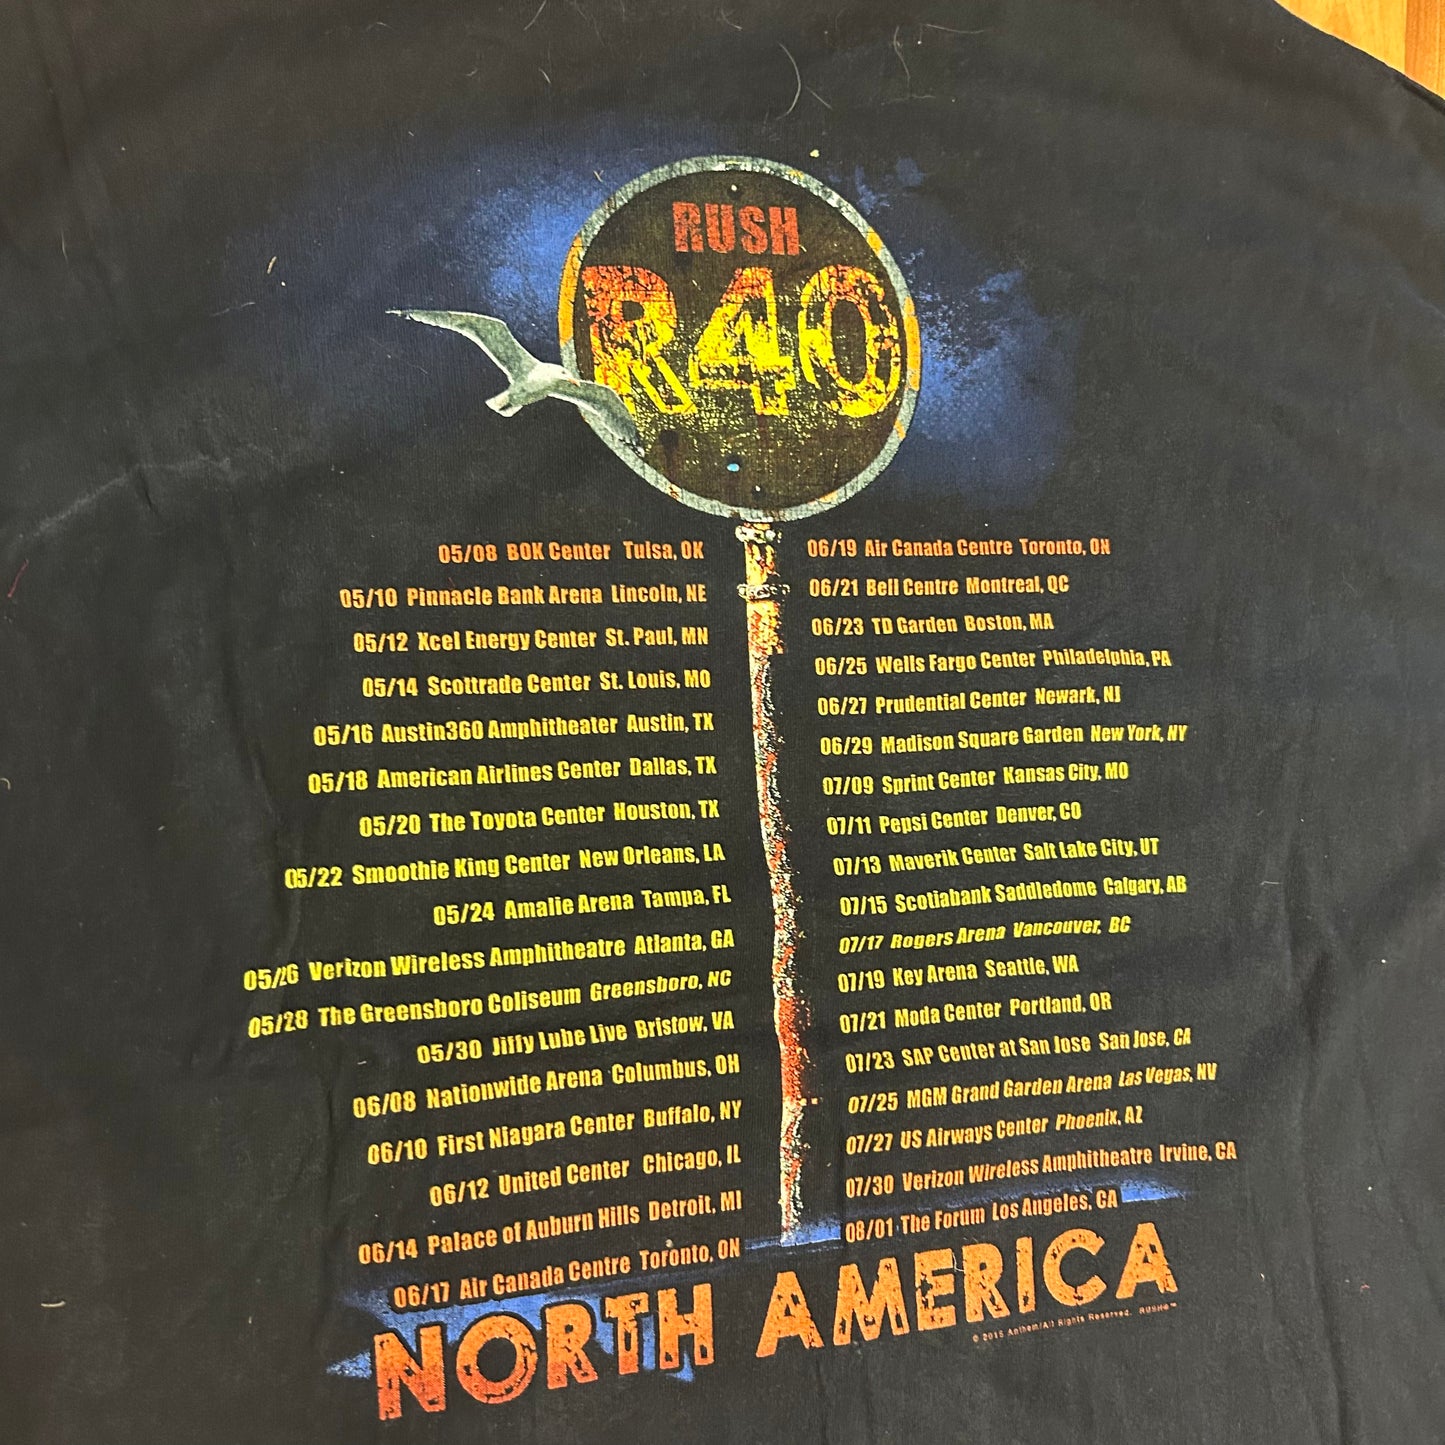 RUSH
R40
05/08 BOK Center Tulsa, OK
05/10 Pinnacle Bank Arena Lincoln, NE
05/12 Xcel Energy Center St. Paul, MN
05/14 Scottrade Center St. Louis, MO
05/16 Austin360 Amphitheater Austin, TX
05/18 American Airlines Center Dallas, TX
05/20 The Toyota Center Houston, TX
05/22 Smoothie King Center New Orleans, LA
05/24 Amalie Arena Tampa, FL
05/26 Verizon Wireless Amphitheatre Atlanta, GA
05/28 The Greensboro Coliseum Greensboro, NC
05/30 Jiffy Lube Live Bristow, VA
06/08 Nationwide Arena Columbus, OH
06/10 First Niagara Center Buffalo, NY
06/12 United Center Chicago, IL
06/14 Palace of Auburn Hills Detroit, MI
06/17 Air Canada Centre Toronto, ON
06/19 Air Canada Centre Toronto, ON
06/21 Bell Centre Montreal, QC
06/23 TD Garden Boston, MA
06/25 Wells Fargo Center Philadelphia, PA
06/27 Prudential Center Newark, NJ
06/29 Madison Square Garden New York, NY
07/09 Sprint Center Kansas City, MO
07/11 Pepsi Center Denver, CO
07/13 Maverik Center Salt Lake City, UT
07/15 Scotiabank Saddledome Calgary, AB
07/17 Rogers Arena Vancouver, BC
07/19 Key Arena Seattle, WA
07/21 Moda Center Portland, OR
07/23 SAP Center at San Jose San Jose, CA
07/25 MGM Grand Garden Arena Las Vegas, NV
07/27 US Airways Center Phoenix, AZ
07/30 Verizon Wireless Amphitheatre Irvine, CA
08/01 The Forum Los Angeles, CA
NORTH AMERICA
© 2015 Anthem/All Rights Reserved. RUSH®™